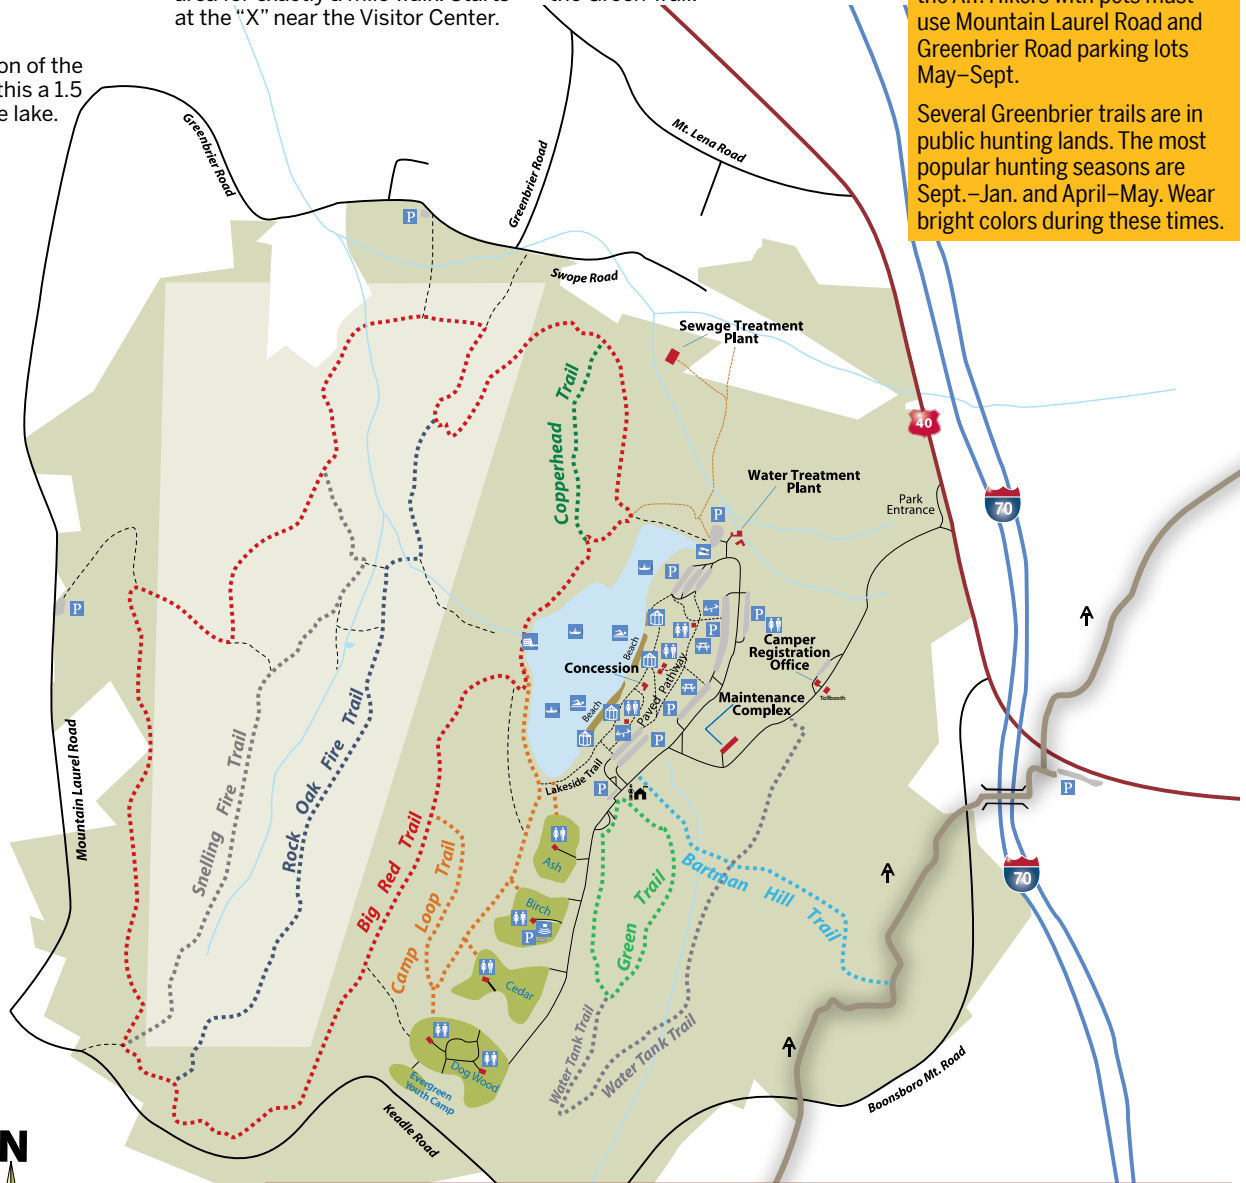 at the “X” near the Visitor Center.
on of the
this a 1.5
e lake.
use Mountain Laurel Road and
Greenbrier Road parking lots
May–Sept.
Several Greenbrier trails are in
public hunting lands. The most
popular hunting seasons are
Sept.–Jan. and April–May. Wear
bright colors during these times.
Greenbrier Road
Greenbrier Road
Mt. Lena Road
P
Swope Road
Sewage Treatment
Plant
40
Copperhead Trail
Water Treatment
Plant
Park
Entrance
70
P
P
P
P
P
Beach
Camper
Registration
Office
Concession
Tollbooth
Paved Pathway
Maintenance
Complex
Beach
P
P
Lakeside Trail
P
P
Mountain Laurel Road
Snelling Fire Trail
Rock Oak Fire Trail
Big Red Trail
Camp Loop Trail
Ash
Birch
P
Cedar
Dog Wood
Evergreen
Youth Camp
Green Trail
Bartman Hill Trail
70
Water Tank Trail
Water Tank Trail
Keadle Road
Boonsboro Mt. Road
N